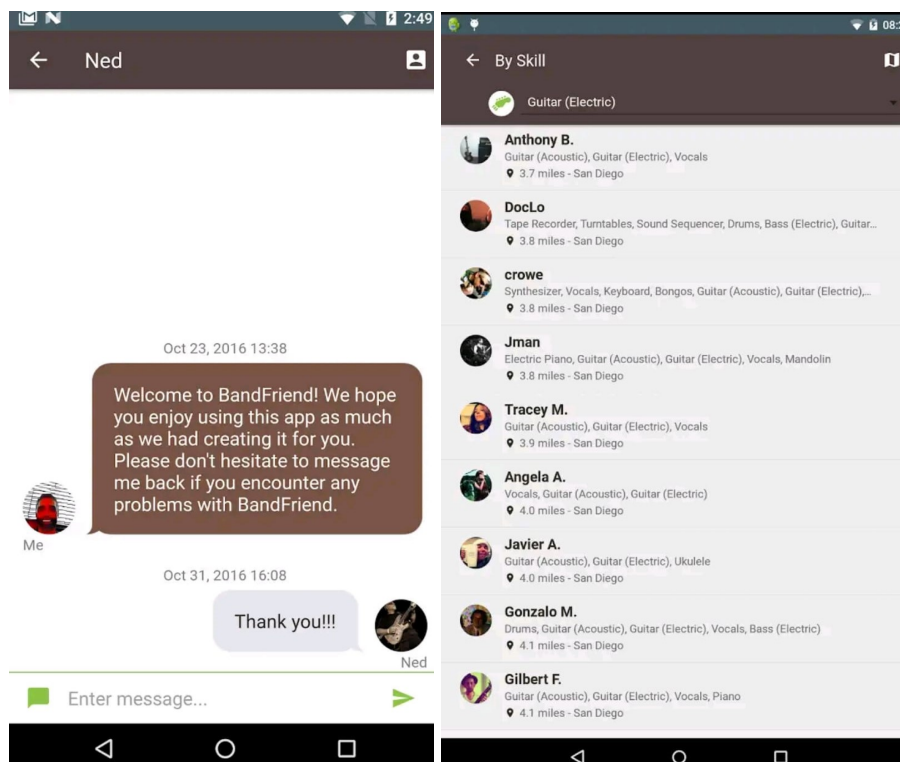 2:49
Ned
Oct 23, 2016 13:38
Welcome to BandFriend! We hope
you enjoy using this app as much
as we had creating it for you.
Please don't hesitate to message
me back if you encounter any
problems with BandFriend.
Me
Oct 31, 2016 16:08
Thank you!!!
Ned
Enter message...
08:
By Skill
Guitar (Electric)
Anthony B.
Guitar (Acoustic), Guitar (Electric), Vocals
3.7 miles - San Diego
DocLo
Tape Recorder, Turntables, Sound Sequencer, Drums, Bass (Electric), Guitar...
3.8 miles - San Diego
crowe
Synthesizer, Vocals, Keyboard, Bongos, Guitar (Acoustic), Guitar (Electric),...
3.8 miles - San Diego
Jman
Electric Piano, Guitar (Acoustic), Guitar (Electric), Vocals, Mandolin
3.8 miles - San Diego
Tracey M.
Guitar (Acoustic), Guitar (Electric), Vocals
3.9 miles - San Diego
Angela A.
Vocals, Guitar (Acoustic), Guitar (Electric)
4.0 miles - San Diego
Javier A.
Guitar (Acoustic), Guitar (Electric), Ukulele
4.0 miles - San Diego
Gonzalo M.
Drums, Guitar (Acoustic), Guitar (Electric), Vocals, Bass (Electric)
4.1 miles - San Diego
Gilbert F.
Guitar (Acoustic), Guitar (Electric), Vocals, Piano
4.1 miles - San Diego